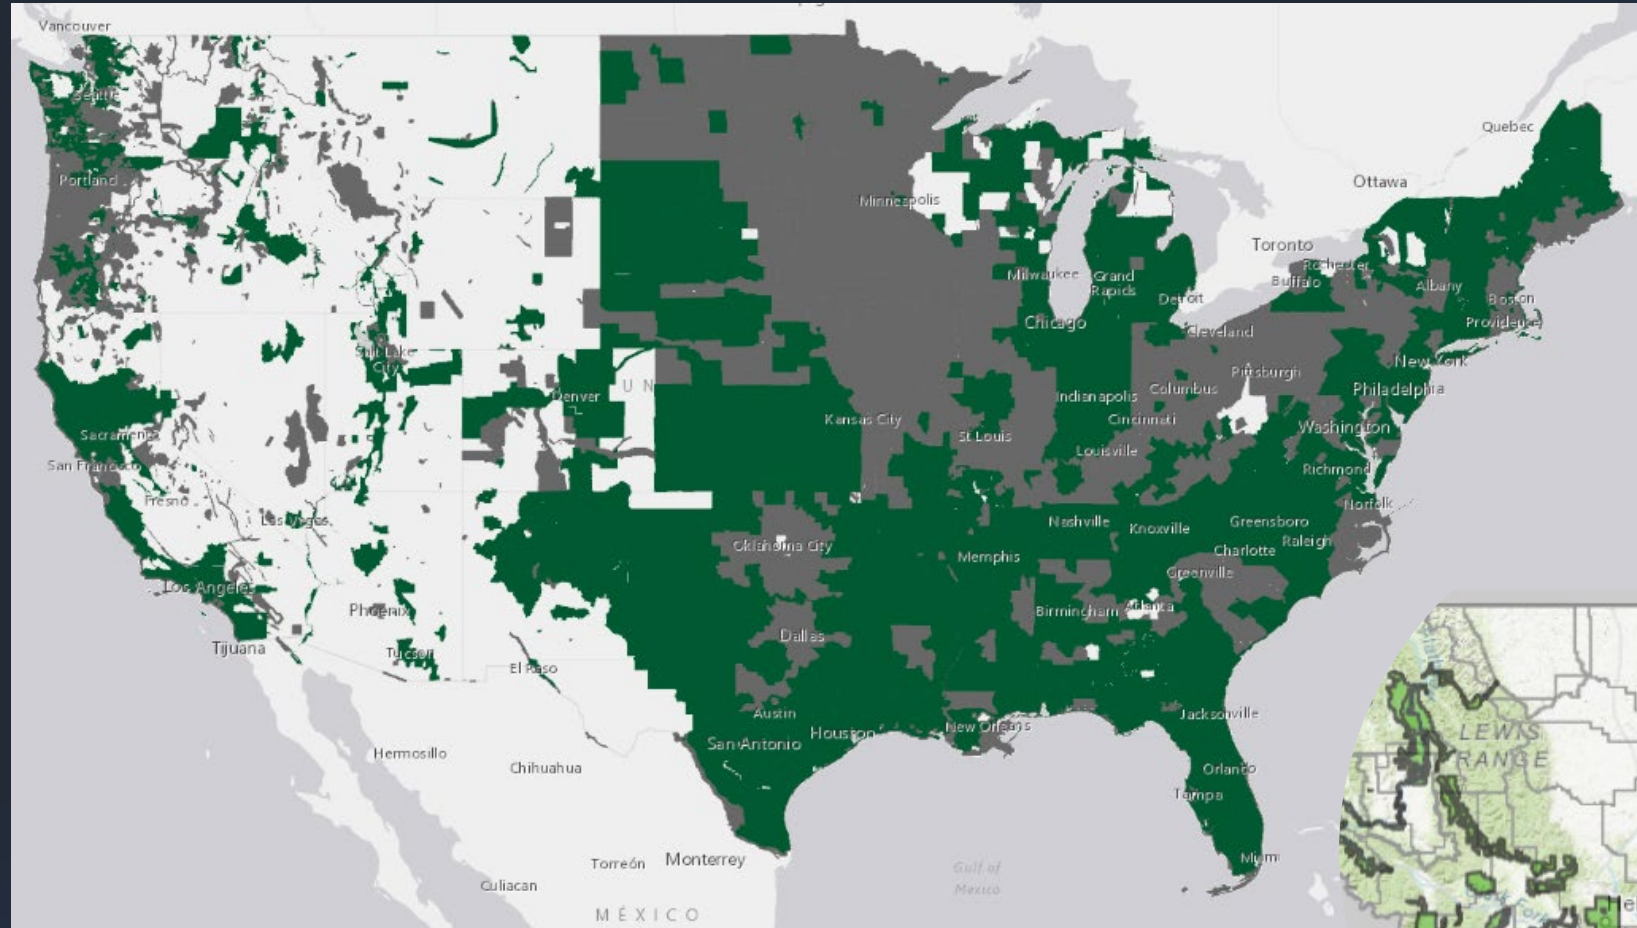 Vancouver
Seattle
Portland
Quebec
Ottawa
Minneapolis
Toronto
Rochester
Buffalo
Milwaukee
Grand
Rapids
Albany
Boston
Detroit
Providence
Chicago
Cleveland
Salt Lake
City
New York
Pittsburgh
U N
Denver
Indianapolis
Columbus
Philadelphia
Kansas City
Cincinnati
Washington
Sacramento
St Louis
Louisville
San Francisco
Richmond
Fresno
Norfolk
Las Vegas
Nashville
Knoxville
Greensboro
Oklahoma City
Raleigh
Memphis
Charlotte
Los Angeles
Greenville
Phoenix
Birmingham
Atlanta
Dallas
Tijuana
Tucson
El Paso
Austin
Jacksonville
New Orleans
Houston
San Antonio
Hermosillo
LEWIS
RANGE
Chihuahua
Orlando
Tampa
Miami
Torreón
Monterrey
Gulf of
Mexico
Culiacan
MÉXICO